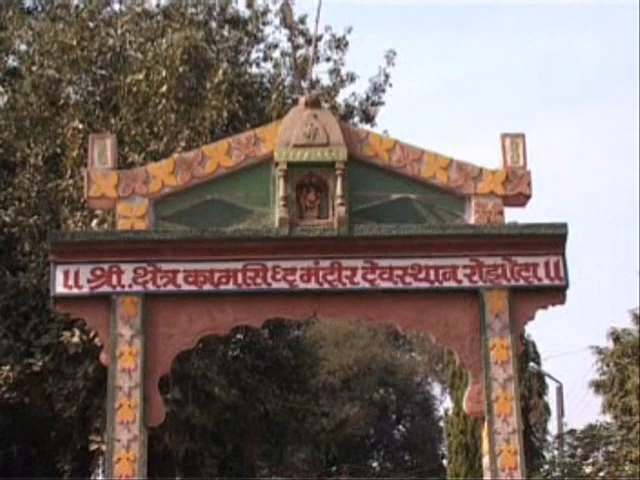 ॥ श्री. क्षेत्र कामसिध्द मंदीर देवस्थान रोझोदा ॥